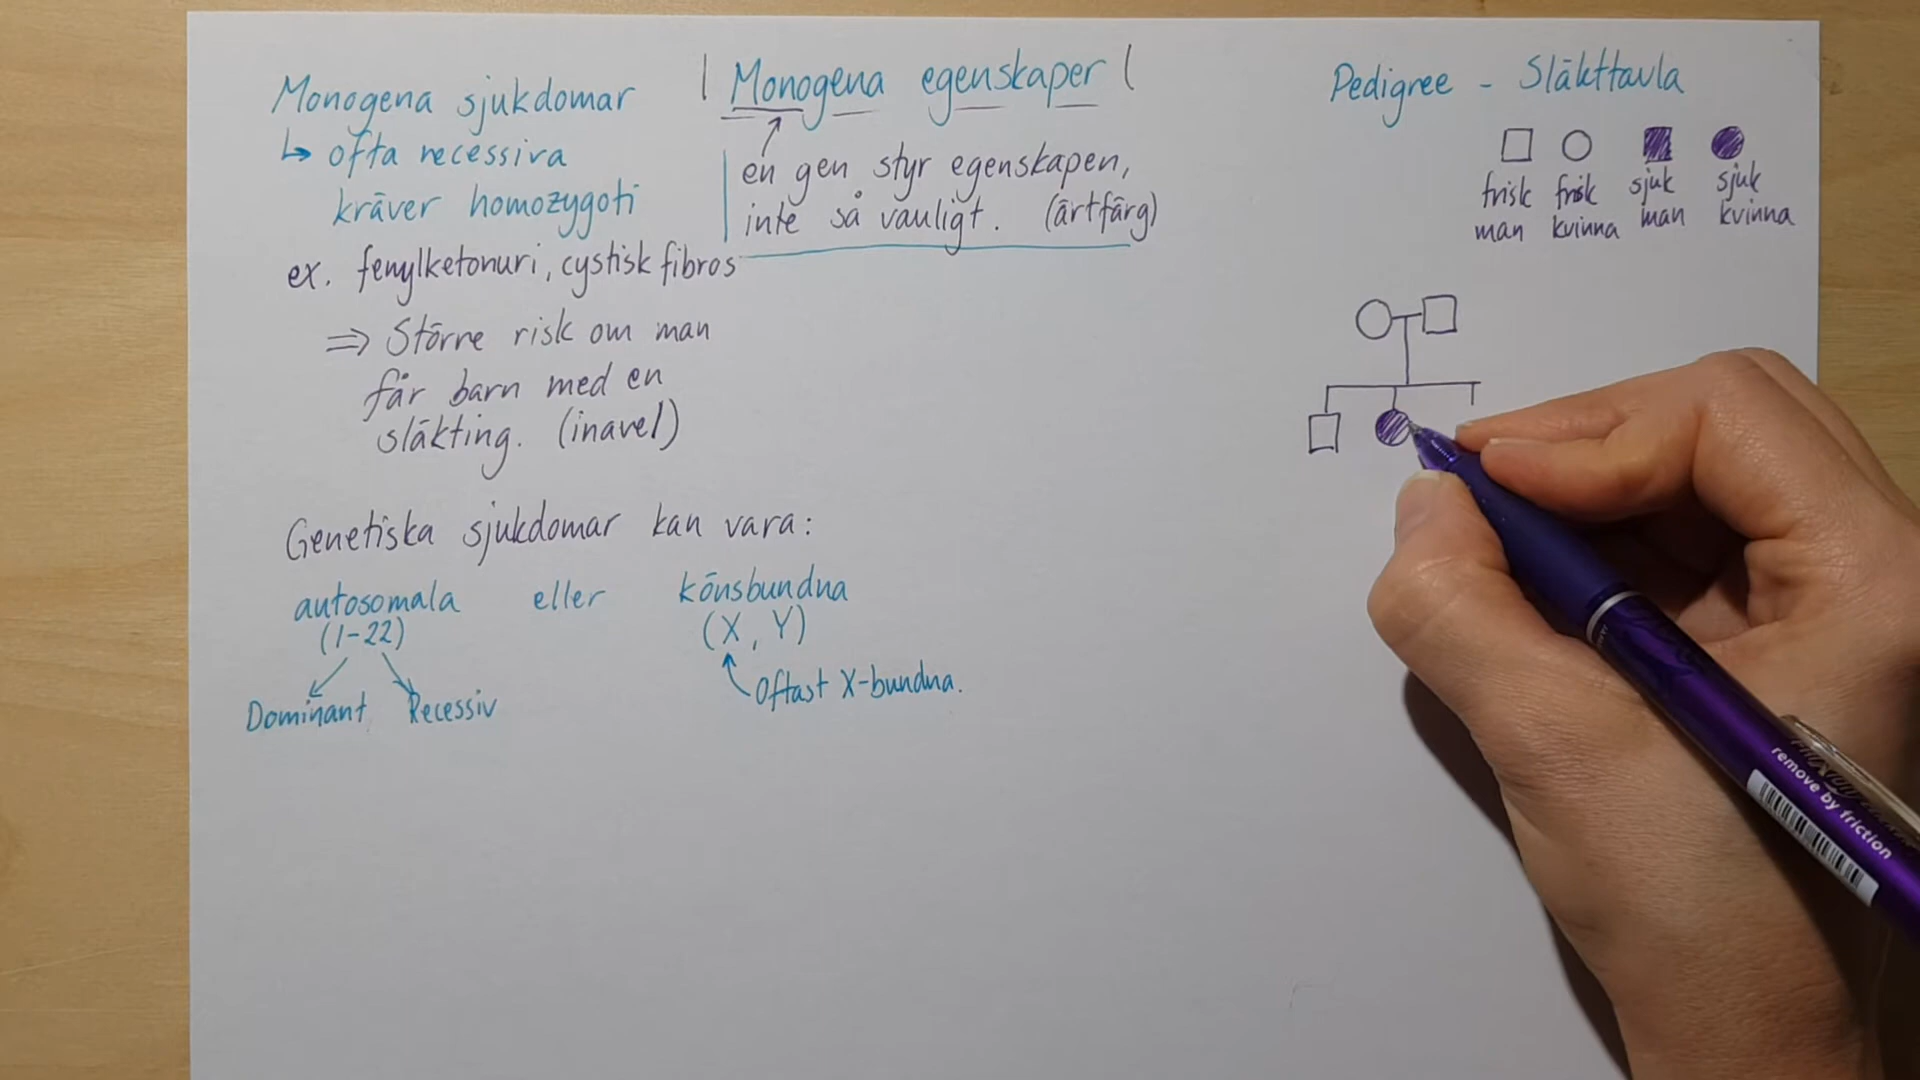 Monogena sjukdomar
↳ ofta recessiva
kräver homozygoti
ex. fenylketonuri, cystisk fibros
⇒ Större risk om man
får barn med en
släkting. (inavel)
Monogena egenskaper
en gen styr egenskapen,
inte så vanligt. (ärtfärg)
Genetiska sjukdomar kan vara:
autosomala eller könsbundna
(1-22) (X, Y)
Dominant Recessiv
Oftast X-bundna.
Pedigree - Släkttavla
frisk man
frisk kvinna
sjuk man
sjuk kvinna
remove by friction